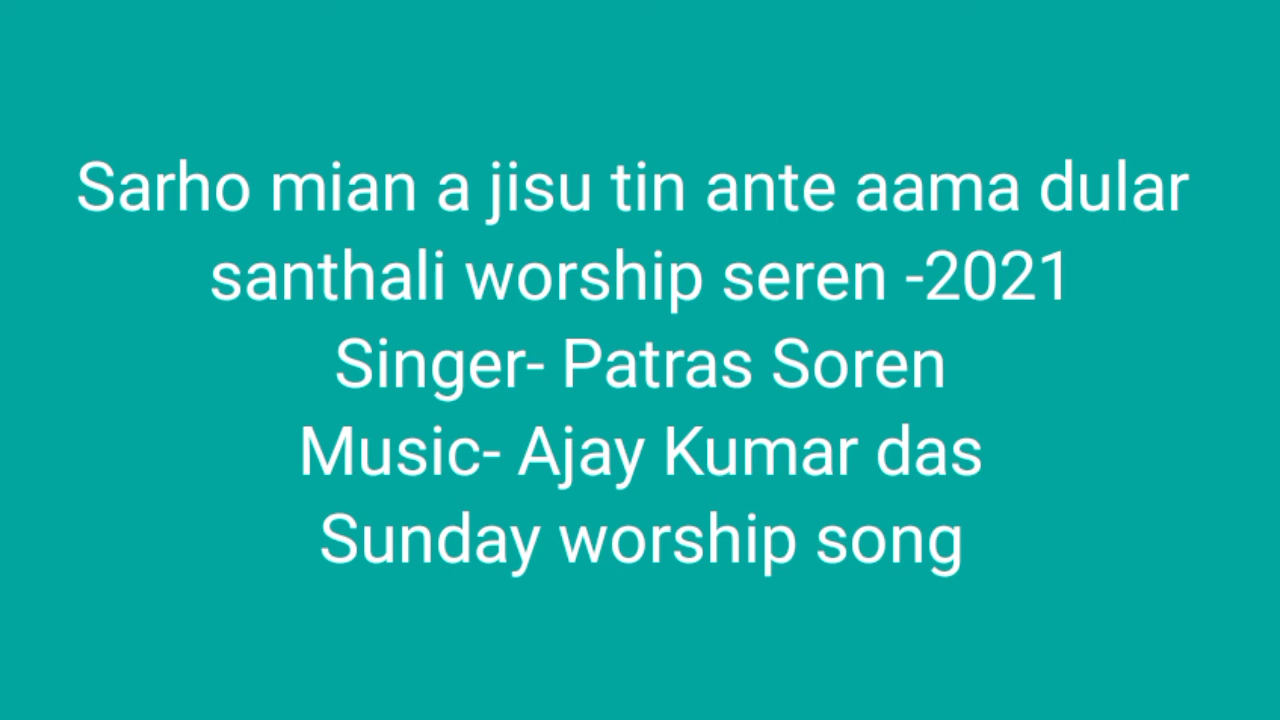 Sarho mian a jisu tin ante aama dular
santhali worship seren -2021
Singer- Patras Soren
Music- Ajay Kumar das
Sunday worship song